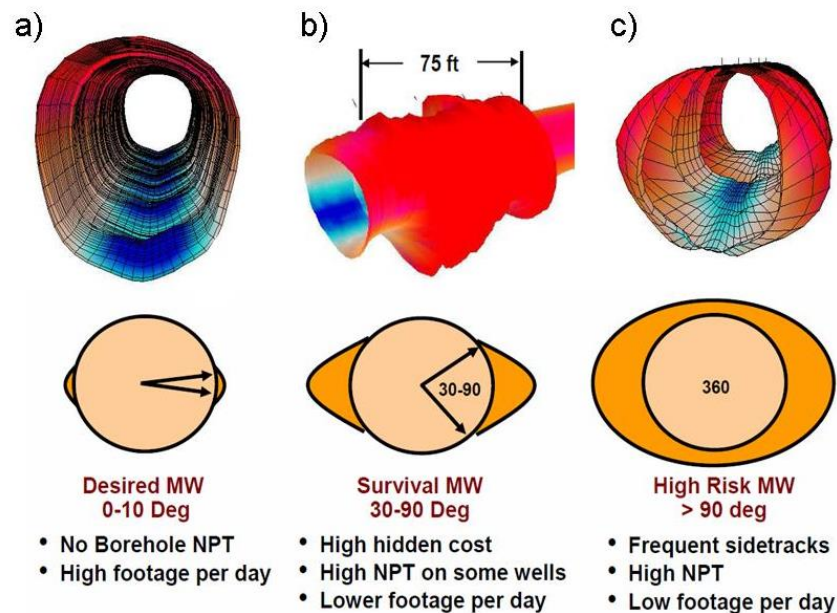 a)
b)
c)
75 ft
30-90
360
Desired MW
0-10 Deg
• No Borehole NPT
• High footage per day
Survival MW
30-90 Deg
• High hidden cost
• High NPT on some wells
• Lower footage per day
High Risk MW
> 90 deg
• Frequent sidetracks
• High NPT
• Low footage per day